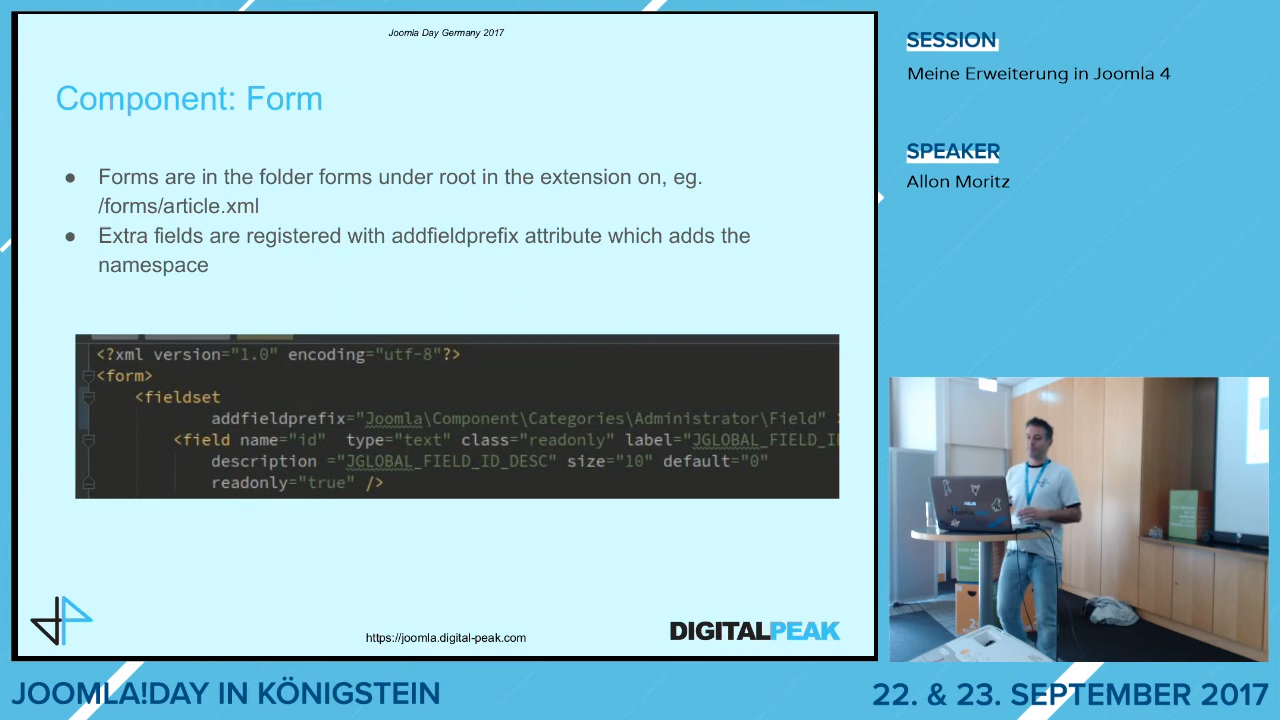 Joomla Day Germany 2017
Component: Form
● Forms are in the folder forms under root in the extension on, eg.
/forms/article.xml
● Extra fields are registered with addfieldprefix attribute which adds the
namespace
<?xml version="1.0" encoding="utf-8"?>
<form>
<fieldset
addfieldprefix="Joomla\Component\Categories\Administrator\Field"
<field name="id" type="text" class="readonly" label="JGLOBAL_FIELD_I
description ="JGLOBAL_FIELD_ID_DESC" size="10" default="0"
readonly="true" />
https://joomla.digital-peak.com
DIGITALPEAK
SESSION
Meine Erweiterung in Joomla 4
SPEAKER
Allon Moritz
JOOMLA!DAY IN KÖNIGSTEIN
22. & 23. SEPTEMBER 2017